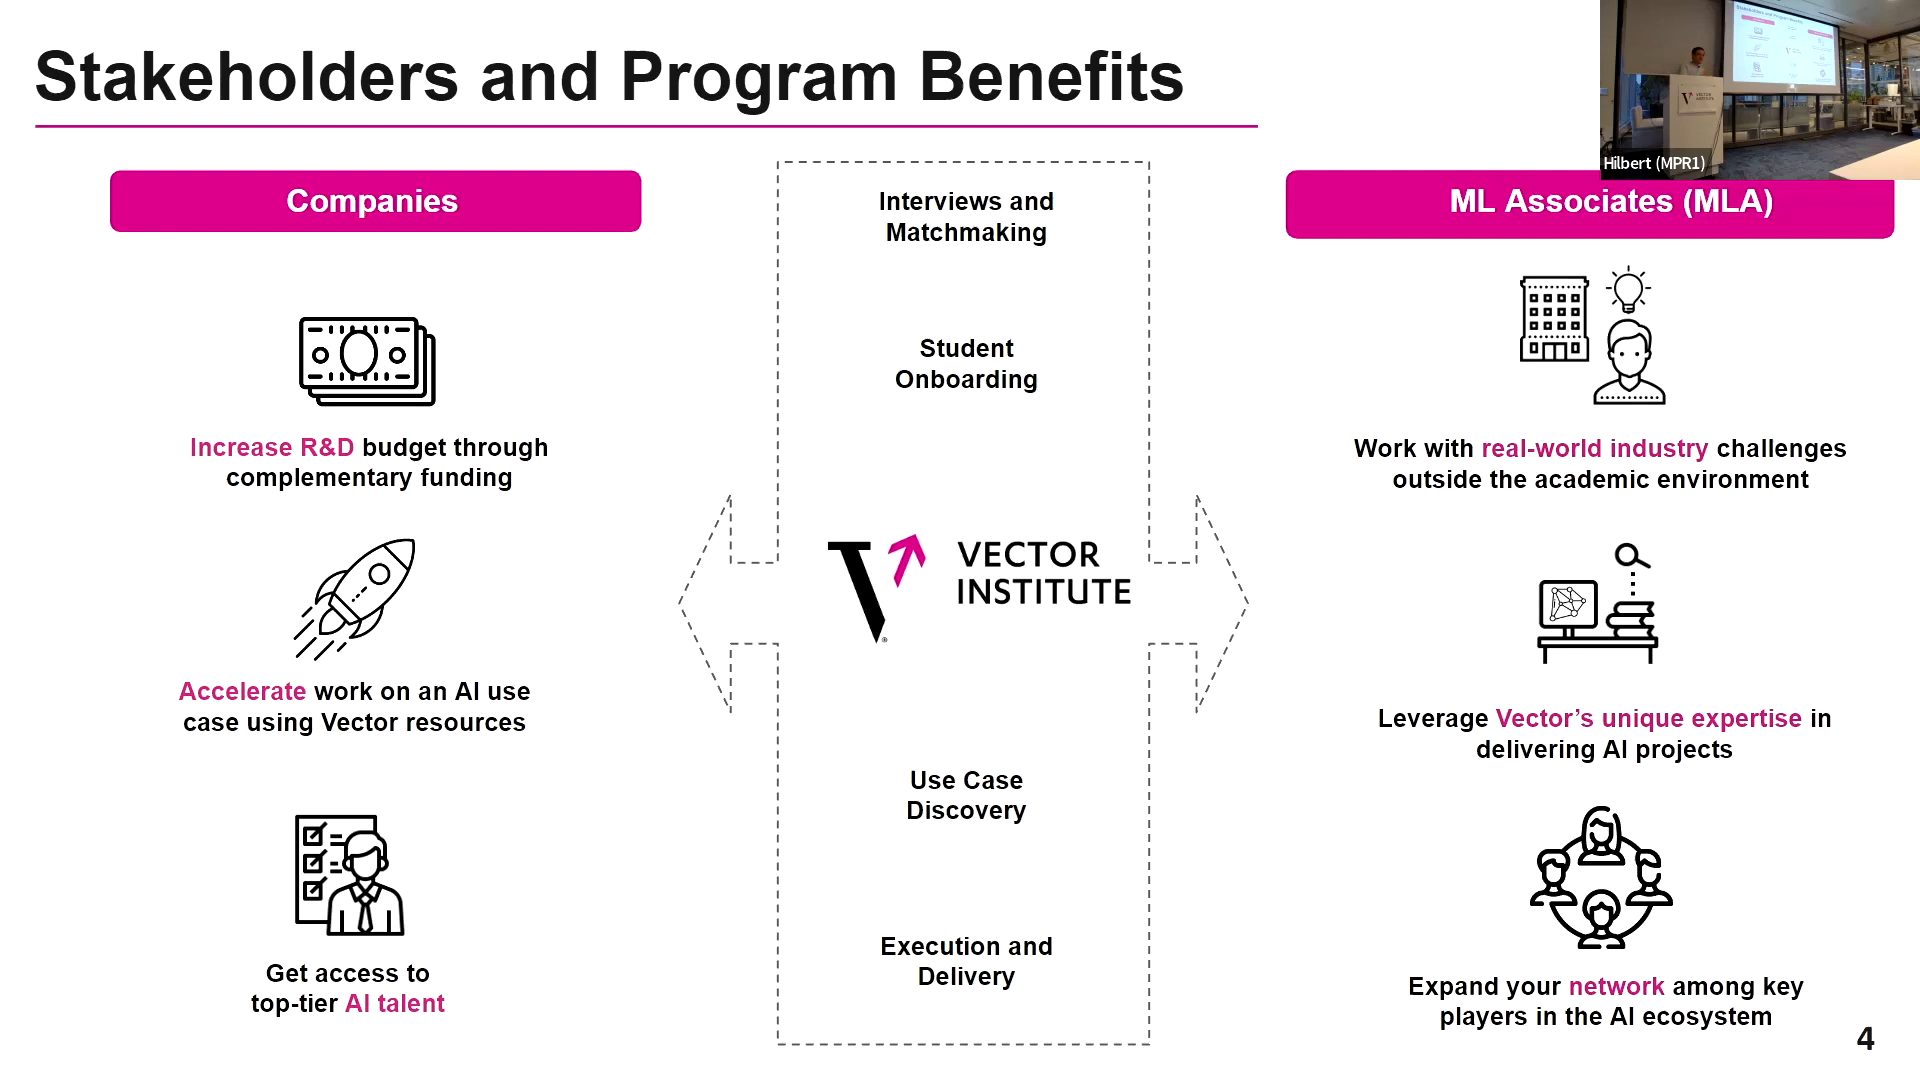 Stakeholders and Program Benefits
Hilbert (MPR1)
VECTOR
INSTITUTE
Companies
Increase R&D budget through
complementary funding
Accelerate work on an AI use
case using Vector resources
Get access to
top-tier AI talent
Interviews and
Matchmaking
Student
Onboarding
VECTOR
INSTITUTE
®
Use Case
Discovery
Execution and
Delivery
ML Associates (MLA)
Work with real-world industry challenges
outside the academic environment
Leverage Vector’s unique expertise in
delivering AI projects
Expand your network among key
players in the AI ecosystem
4